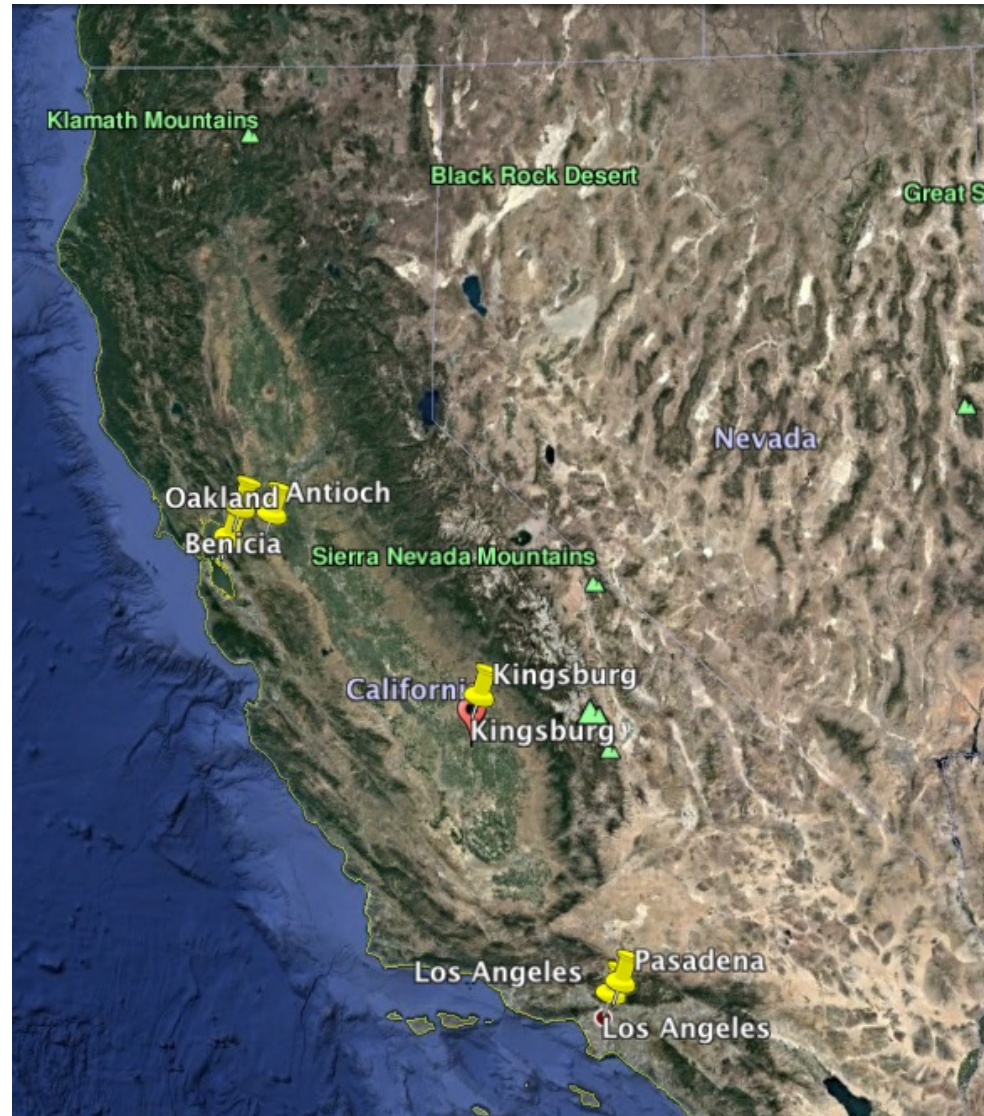 Klamath Mountains
Black Rock Desert
Great S
Nevada
Oakland
Antioch
Benicia
Sierra Nevada Mountains
Kingsburg
Californi
Kingsburg
Pasadena
Los Angeles
Los Angeles